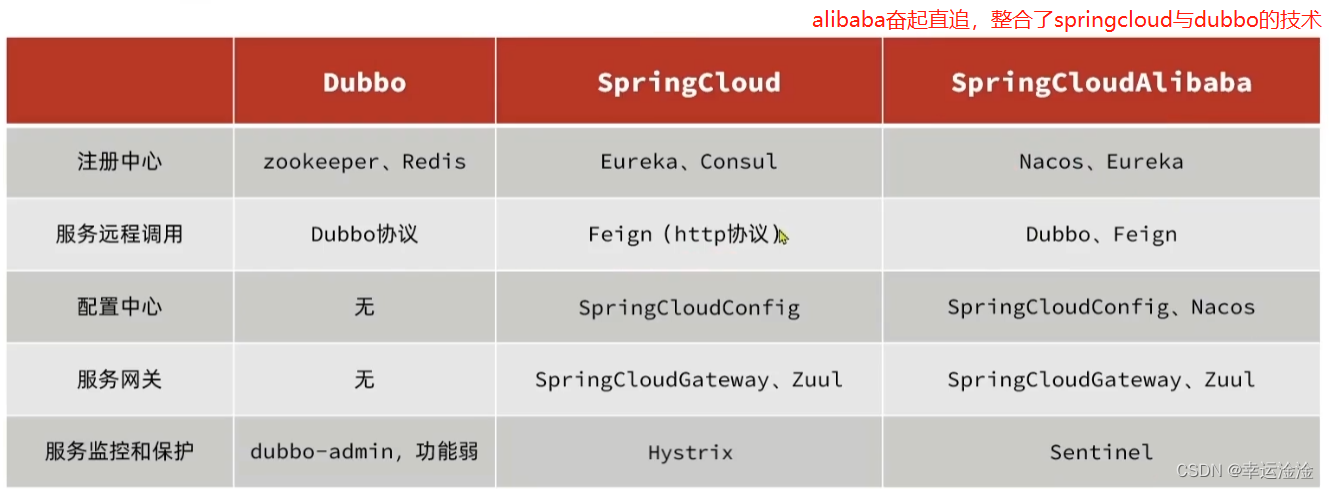 alibaba奋起直追，整合了springcloud与dubbo的技术
Dubbo SpringCloud SpringCloudAlibaba
注册中心 zookeeper、Redis Eureka、Consul Nacos、Eureka
服务远程调用 Dubbo协议 Feign（http协议） Dubbo、Feign
配置中心 无 SpringCloudConfig SpringCloudConfig、Nacos
服务网关 无 SpringCloudGateway、Zuul SpringCloudGateway、Zuul
服务监控和保护 dubbo-admin，功能弱 Hystrix Sentinel
CSDN @幸运淦淦